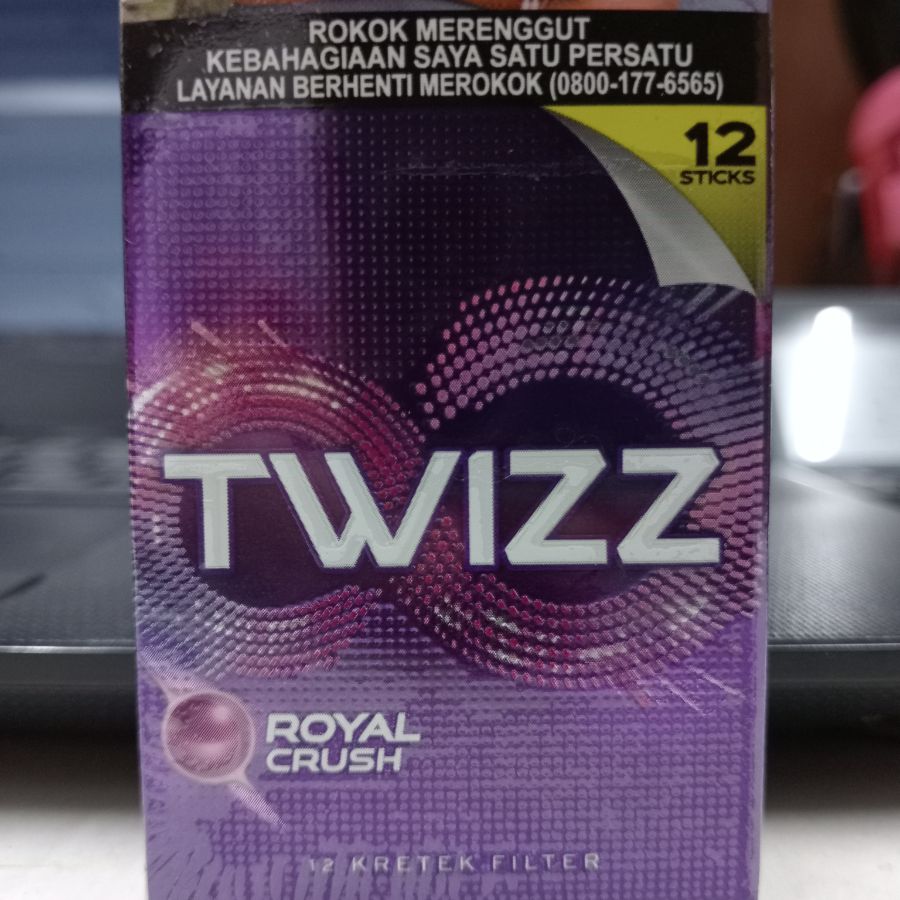 ROKOK MERENGGUT
KEBAHAGIAAN SAYA SATU PERSATU
LAYANAN BERHENTI MEROKOK (0800-177-6565)
12
STICKS
TWIZZ
ROYAL
CRUSH
12 KRETEK FILTER